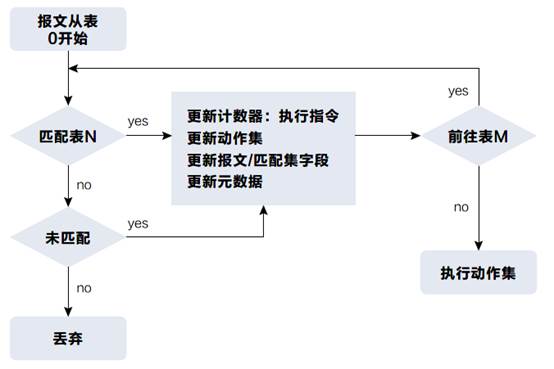 报文从表
0开始
yes
匹配表N
yes
更新计数器：执行指令
更新动作集
更新报文/匹配集字段
更新元数据
前往表M
no
yes
no
未匹配
执行动作集
no
丢弃